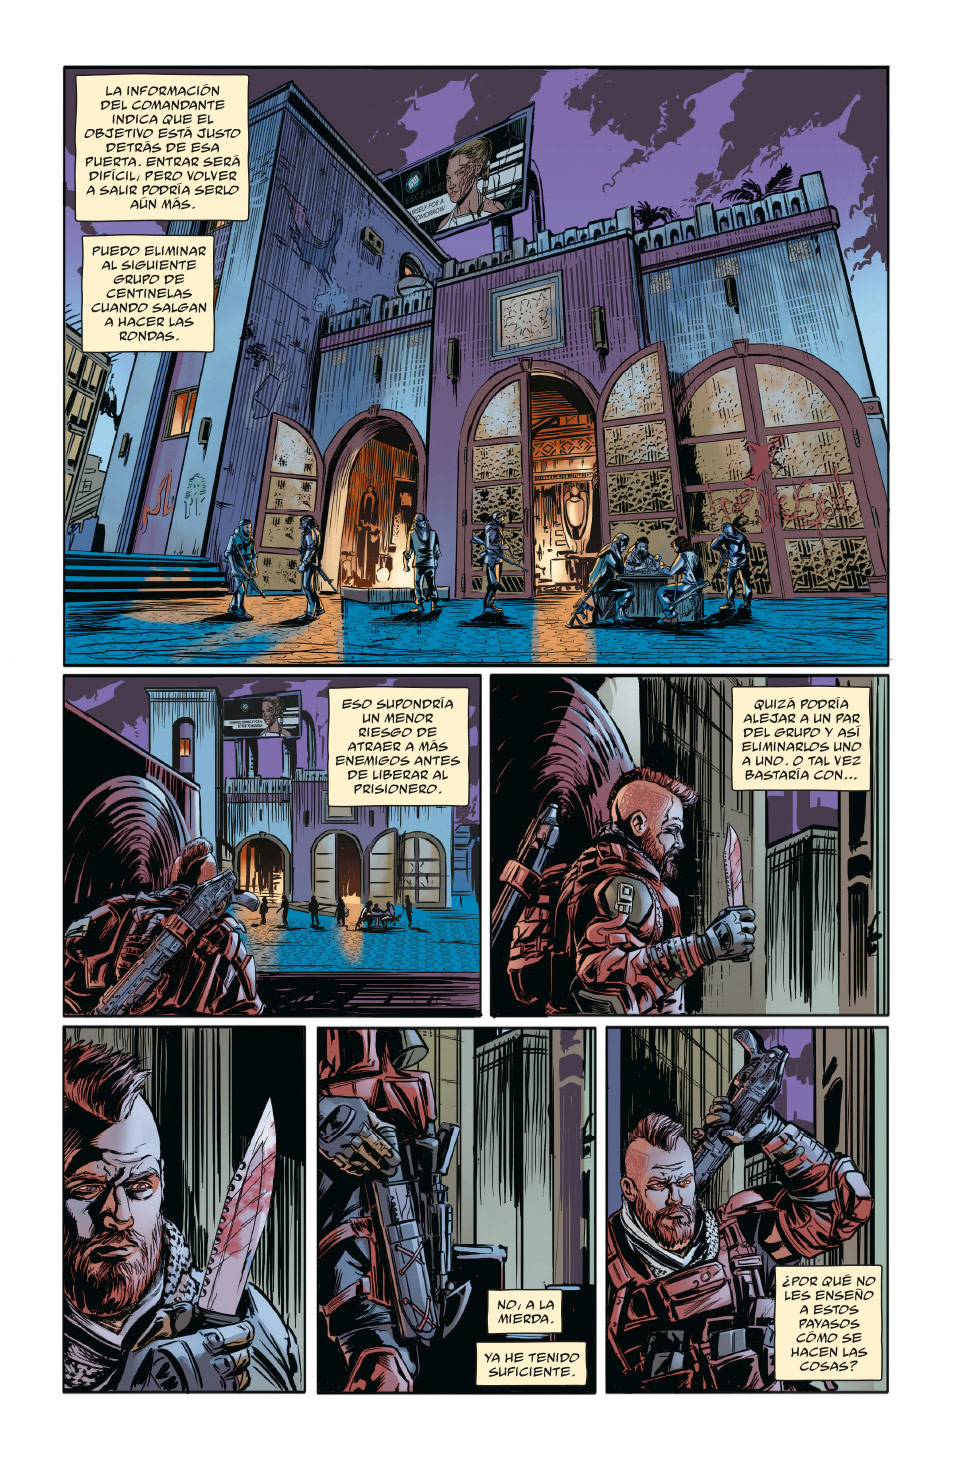 LA INFORMACIÓN
DEL COMANDANTE
INDICA QUE EL
OBJETIVO ESTÁ JUSTO
DETRÁS DE ESA
PUERTA. ENTRAR SERÁ
DIFÍCIL, PERO VOLVER
A SALIR PODRÍA SERLO
AÚN MÁS.
PUEDO ELIMINAR
AL SIGUIENTE
GRUPO DE
CENTINELAS
CUANDO SALGAN
A HACER LAS
RONDAS.
ESCENCE
RSELF FOR A
TOMORROW!
ESO SUPONDRÍA
UN MENOR
RIESGO DE
ATRAER A MÁS
ENEMIGOS ANTES
DE LIBERAR AL
PRISIONERO.
QUIZÁ PODRÍA
ALEJAR A UN PAR
DEL GRUPO Y ASÍ
ELIMINARLOS UNO
A UNO. O TAL VEZ
BASTARÍA CON...
NO, A LA
MIERDA.
YA HE TENIDO
SUFICIENTE.
¿POR QUÉ NO
LES ENSEÑO
A ESTOS
PAYASOS
CÓMO SE
HACEN LAS
COSAS?